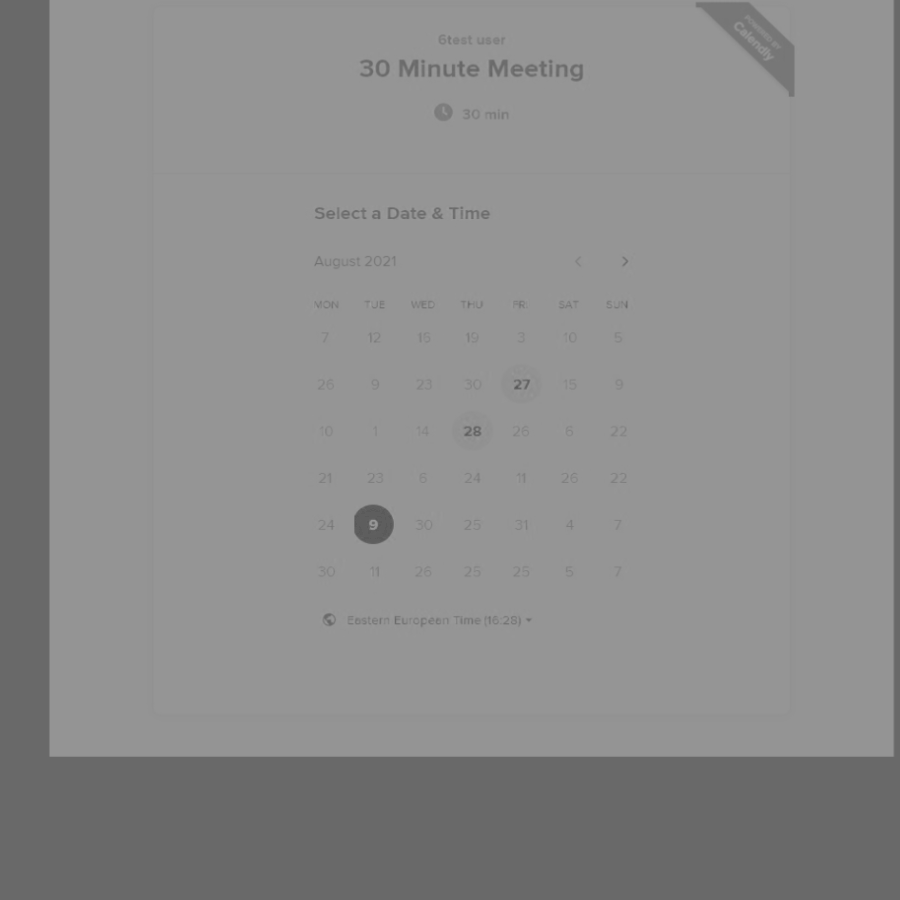 POWERED BY
Calendly
6test user
30 Minute Meeting
30 min
Select a Date & Time
August 2021
MON TUE WED THU FR. SAT SUN
7 12 15 19 3 10 5
26 9 23 30 27 15 9
10 1 14 28 26 6 22
21 23 6 24 11 26 22
24 9 30 25 31 4 7
30 11 26 25 25 5 7
Eastern European Time (16:28)